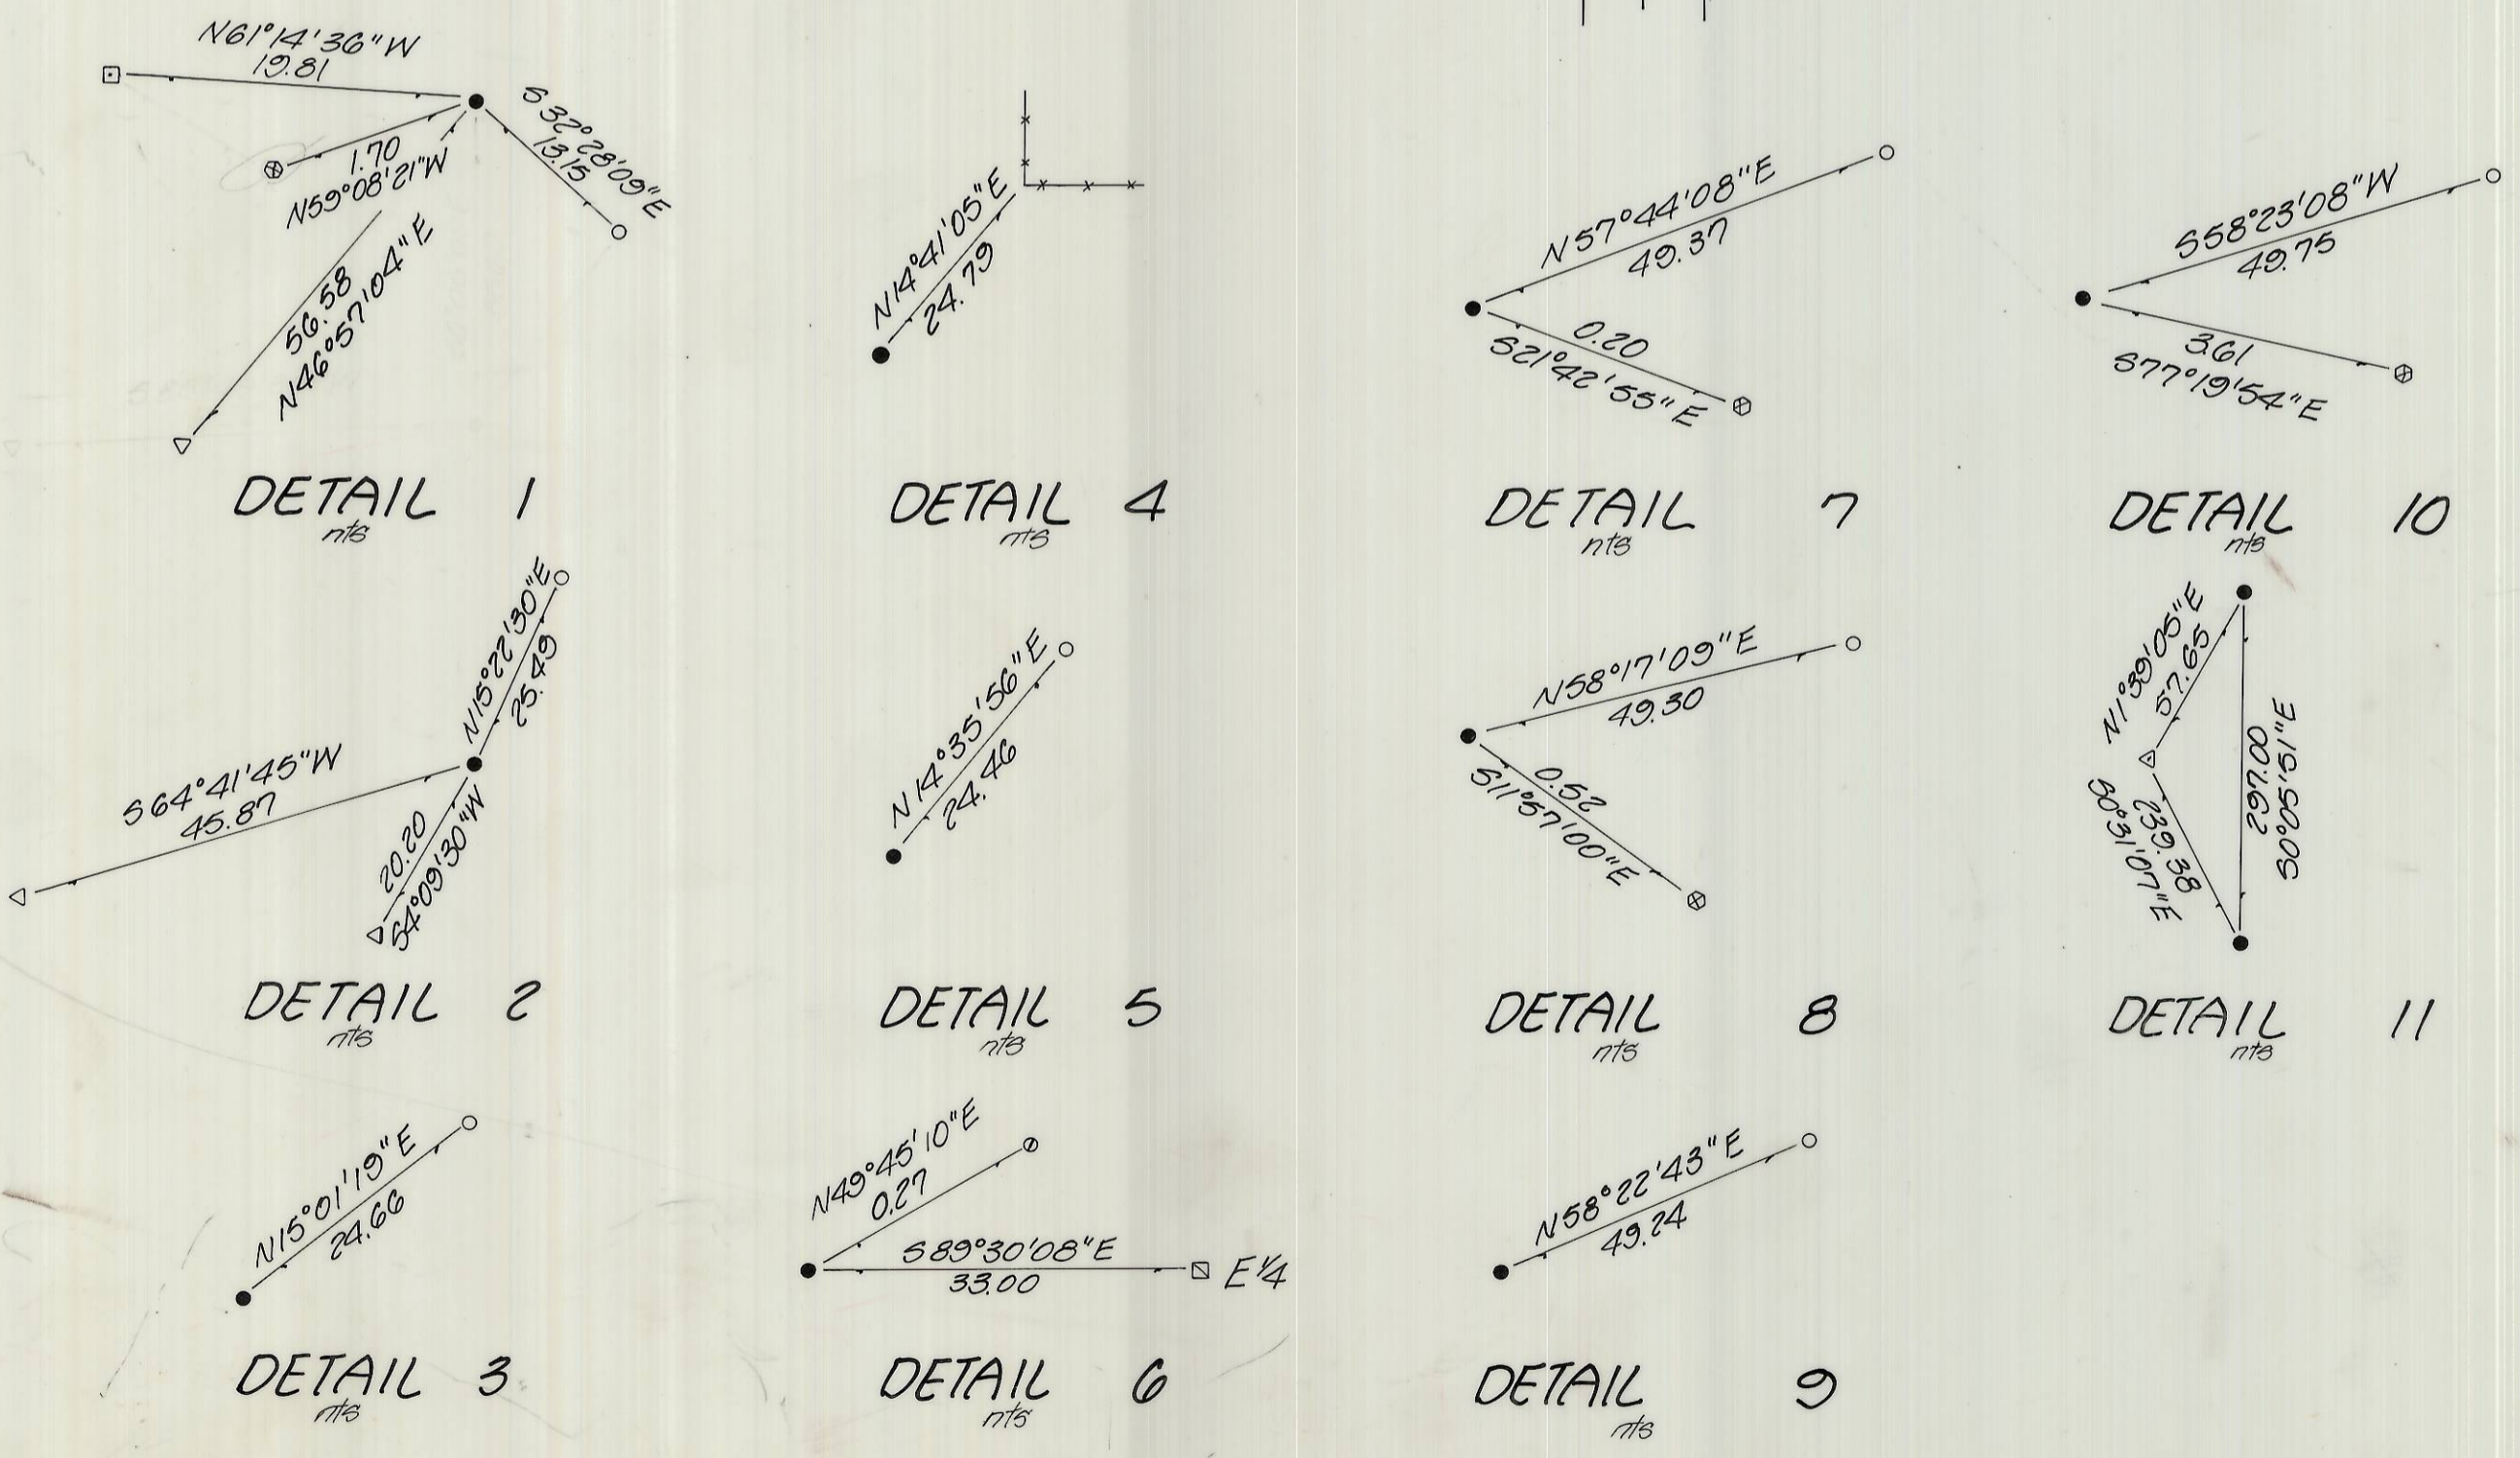 N61°14'36"W
19.81
S32°28'09"E
13.15
1.70
N59°08'21"W
56.58
N46°57'04"E
DETAIL 1
nts
N15°22'30"E
25.49
S64°41'45"W
45.87
20.20
S4°09'30"W
DETAIL 2
nts
N15°01'19"E
24.66
DETAIL 3
nts
N14°41'05"E
24.79
DETAIL 4
nts
N14°35'56"E
24.46
DETAIL 5
nts
N49°45'10"E
0.27
S89°30'08"E
33.00
E1/4
DETAIL 6
nts
N57°44'08"E
49.37
0.20
S21°42'55"E
DETAIL 7
nts
N58°17'09"E
49.30
0.52
S11°57'00"E
DETAIL 8
nts
N58°22'43"E
49.24
DETAIL 9
nts
S58°23'08"W
49.75
3.61
S77°19'54"E
DETAIL 10
nts
N1°39'05"E
57.65
297.00
S0°05'51"E
239.38
S0°31'07"E
DETAIL 11
nts